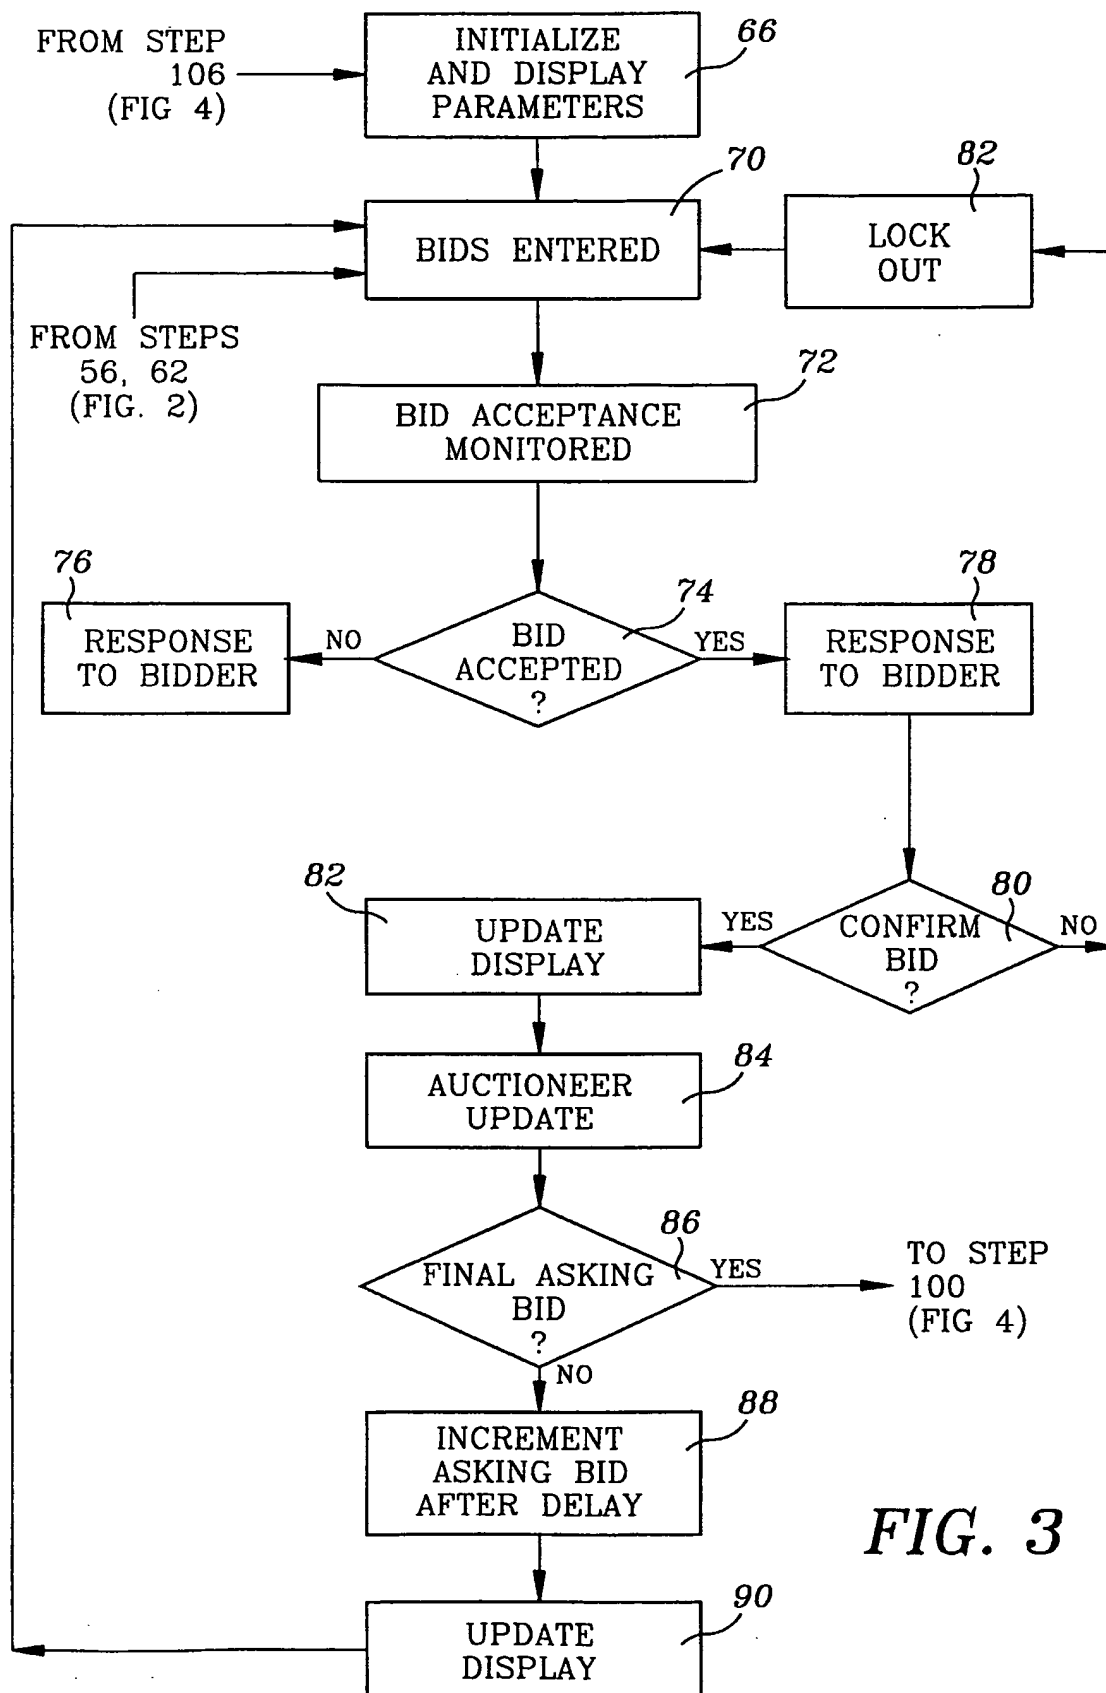 FROM STEP
106
(FIG 4)
INITIALIZE
AND DISPLAY
PARAMETERS
66
70
82
BIDS ENTERED
LOCK
OUT
FROM STEPS
56, 62
(FIG. 2)
72
BID ACCEPTANCE
MONITORED
76
74
78
RESPONSE
TO BIDDER
NO
BID
ACCEPTED
?
YES
RESPONSE
TO BIDDER
82
UPDATE
DISPLAY
YES
80
CONFIRM
BID
?
NO
84
AUCTIONEER
UPDATE
86
FINAL ASKING
BID
?
YES
TO STEP
100
(FIG 4)
NO
88
INCREMENT
ASKING BID
AFTER DELAY
FIG. 3
90
UPDATE
DISPLAY